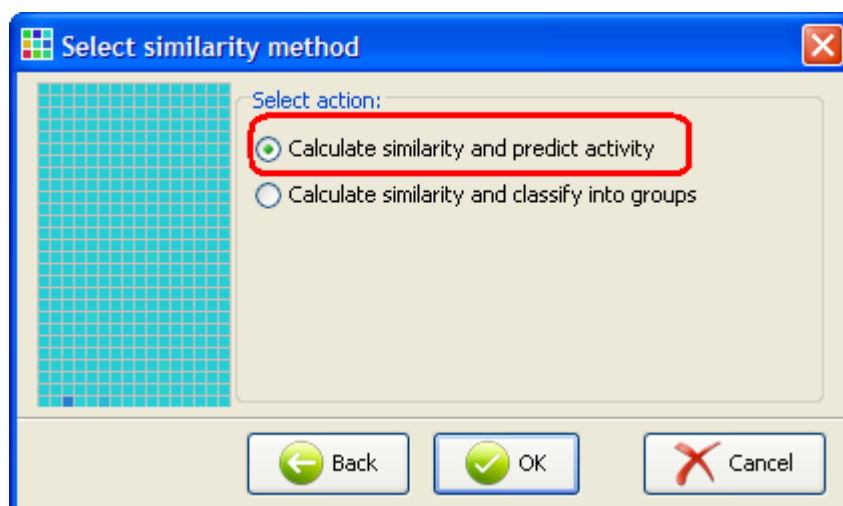 Select similarity method
Select action:
Calculate similarity and predict activity
Calculate similarity and classify into groups
Back
OK
Cancel